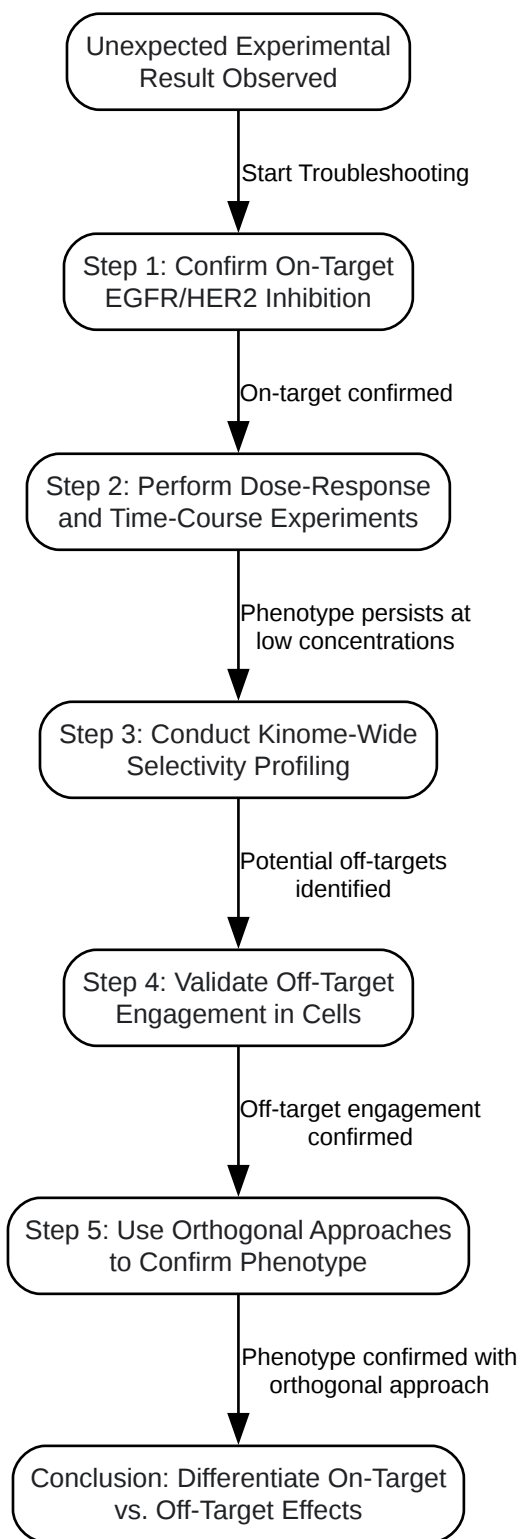 Unexpected Experimental
Result Observed
Start Troubleshooting
Step 1: Confirm On-Target
EGFR/HER2 Inhibition
On-target confirmed
Step 2: Perform Dose-Response
and Time-Course Experiments
Phenotype persists at
low concentrations
Step 3: Conduct Kinome-Wide
Selectivity Profiling
Potential off-targets
identified
Step 4: Validate Off-Target
Engagement in Cells
Off-target engagement
confirmed
Step 5: Use Orthogonal Approaches
to Confirm Phenotype
Phenotype confirmed with
orthogonal approach
Conclusion: Differentiate On-Target
vs. Off-Target Effects